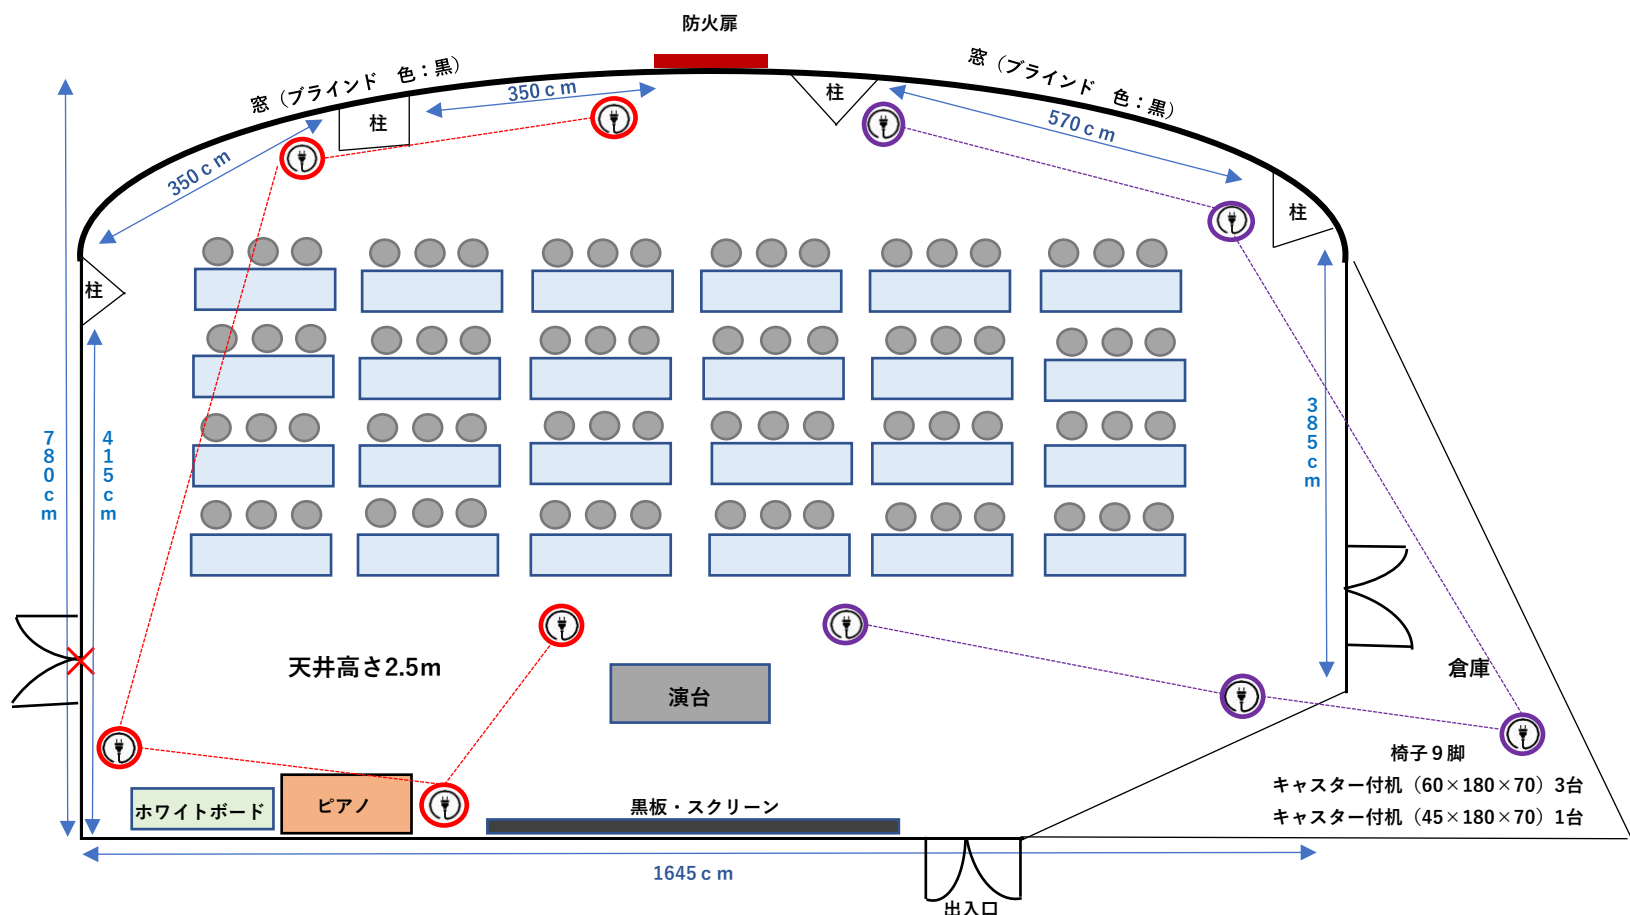 防火扉
窓（ブラインド　色：黒）
窓（ブラインド　色：黒）
350ｃｍ
柱
柱
570ｃｍ
350ｃｍ
柱
柱
780ｃｍ
415ｃｍ
385ｃｍ
天井高さ2.5m
演台
倉庫
椅子９脚
キャスター付机（60×180×70）3台
キャスター付机（45×180×70）1台
ホワイトボード
ピアノ
黒板・スクリーン
1645ｃｍ
出入口